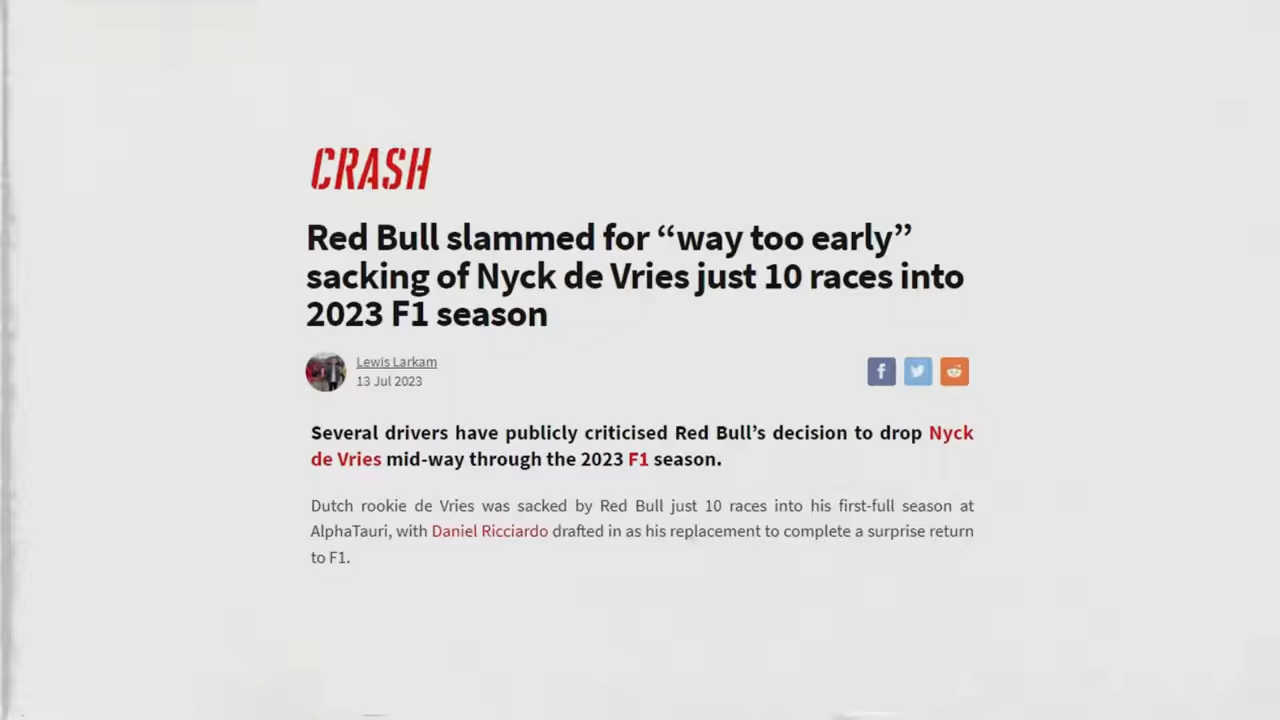 CRASH
Red Bull slammed for “way too early”
sacking of Nyck de Vries just 10 races into
2023 F1 season
Lewis Larkam
13 Jul 2023
Several drivers have publicly criticised Red Bull’s decision to drop Nyck
de Vries mid-way through the 2023 F1 season.
Dutch rookie de Vries was sacked by Red Bull just 10 races into his first-full season at
AlphaTauri, with Daniel Ricciardo drafted in as his replacement to complete a surprise return
to F1.